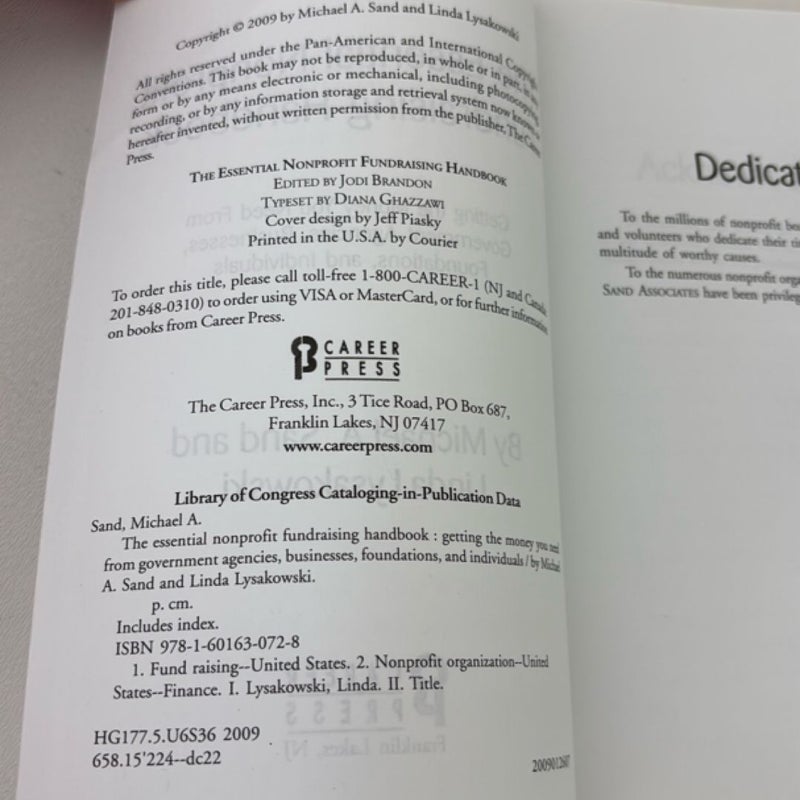 Copyright © 2009 by Michael A. Sand and Linda Lysakowski
All rights reserved under the Pan-American and International Copyright
Conventions. This book may not be reproduced, in whole or in part, in any
form or by any means electronic or mechanical, including photocopying,
recording, or by any information storage and retrieval system now known or
hereafter invented, without written permission from the publisher, The Career
Press.
THE ESSENTIAL NONPROFIT FUNDRAISING HANDBOOK
EDITED BY JODI BRANDON
TYPESET BY DIANA GHAZZAWI
Cover design by Jeff Piasky
Printed in the U.S.A. by Courier
To order this title, please call toll-free 1-800-CAREER-1 (NJ and Canada:
201-848-0310) to order using VISA or MasterCard, or for further information
on books from Career Press.
CAREER
PRESS
The Career Press, Inc., 3 Tice Road, PO Box 687,
Franklin Lakes, NJ 07417
www.careerpress.com
Library of Congress Cataloging-in-Publication Data
Sand, Michael A.
The essential nonprofit fundraising handbook : getting the money you need
from government agencies, businesses, foundations, and individuals / by Michael
A. Sand and Linda Lysakowski.
p. cm.
Includes index.
ISBN 978-1-60163-072-8
1. Fund raising--United States. 2. Nonprofit organization--United
States--Finance. I. Lysakowski, Linda. II. Title.
HG177.5.U6S36 2009
658.15'224--dc22
Dedicat
To the millions of nonprofit bo
and volunteers who dedicate their ti
multitude of worthy causes.
To the numerous nonprofit orga
SAND ASSOCIATES have been privileg